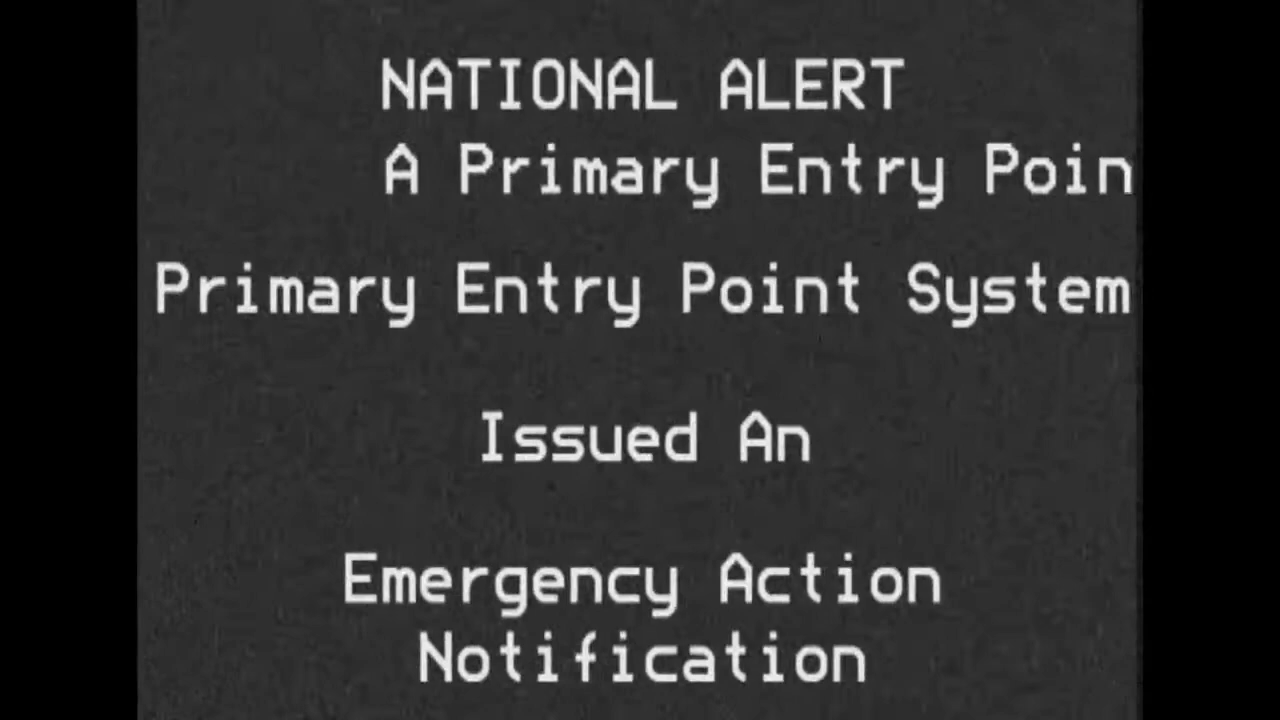 NATIONAL ALERT
A Primary Entry Poin
Primary Entry Point System
Issued An
Emergency Action
Notification